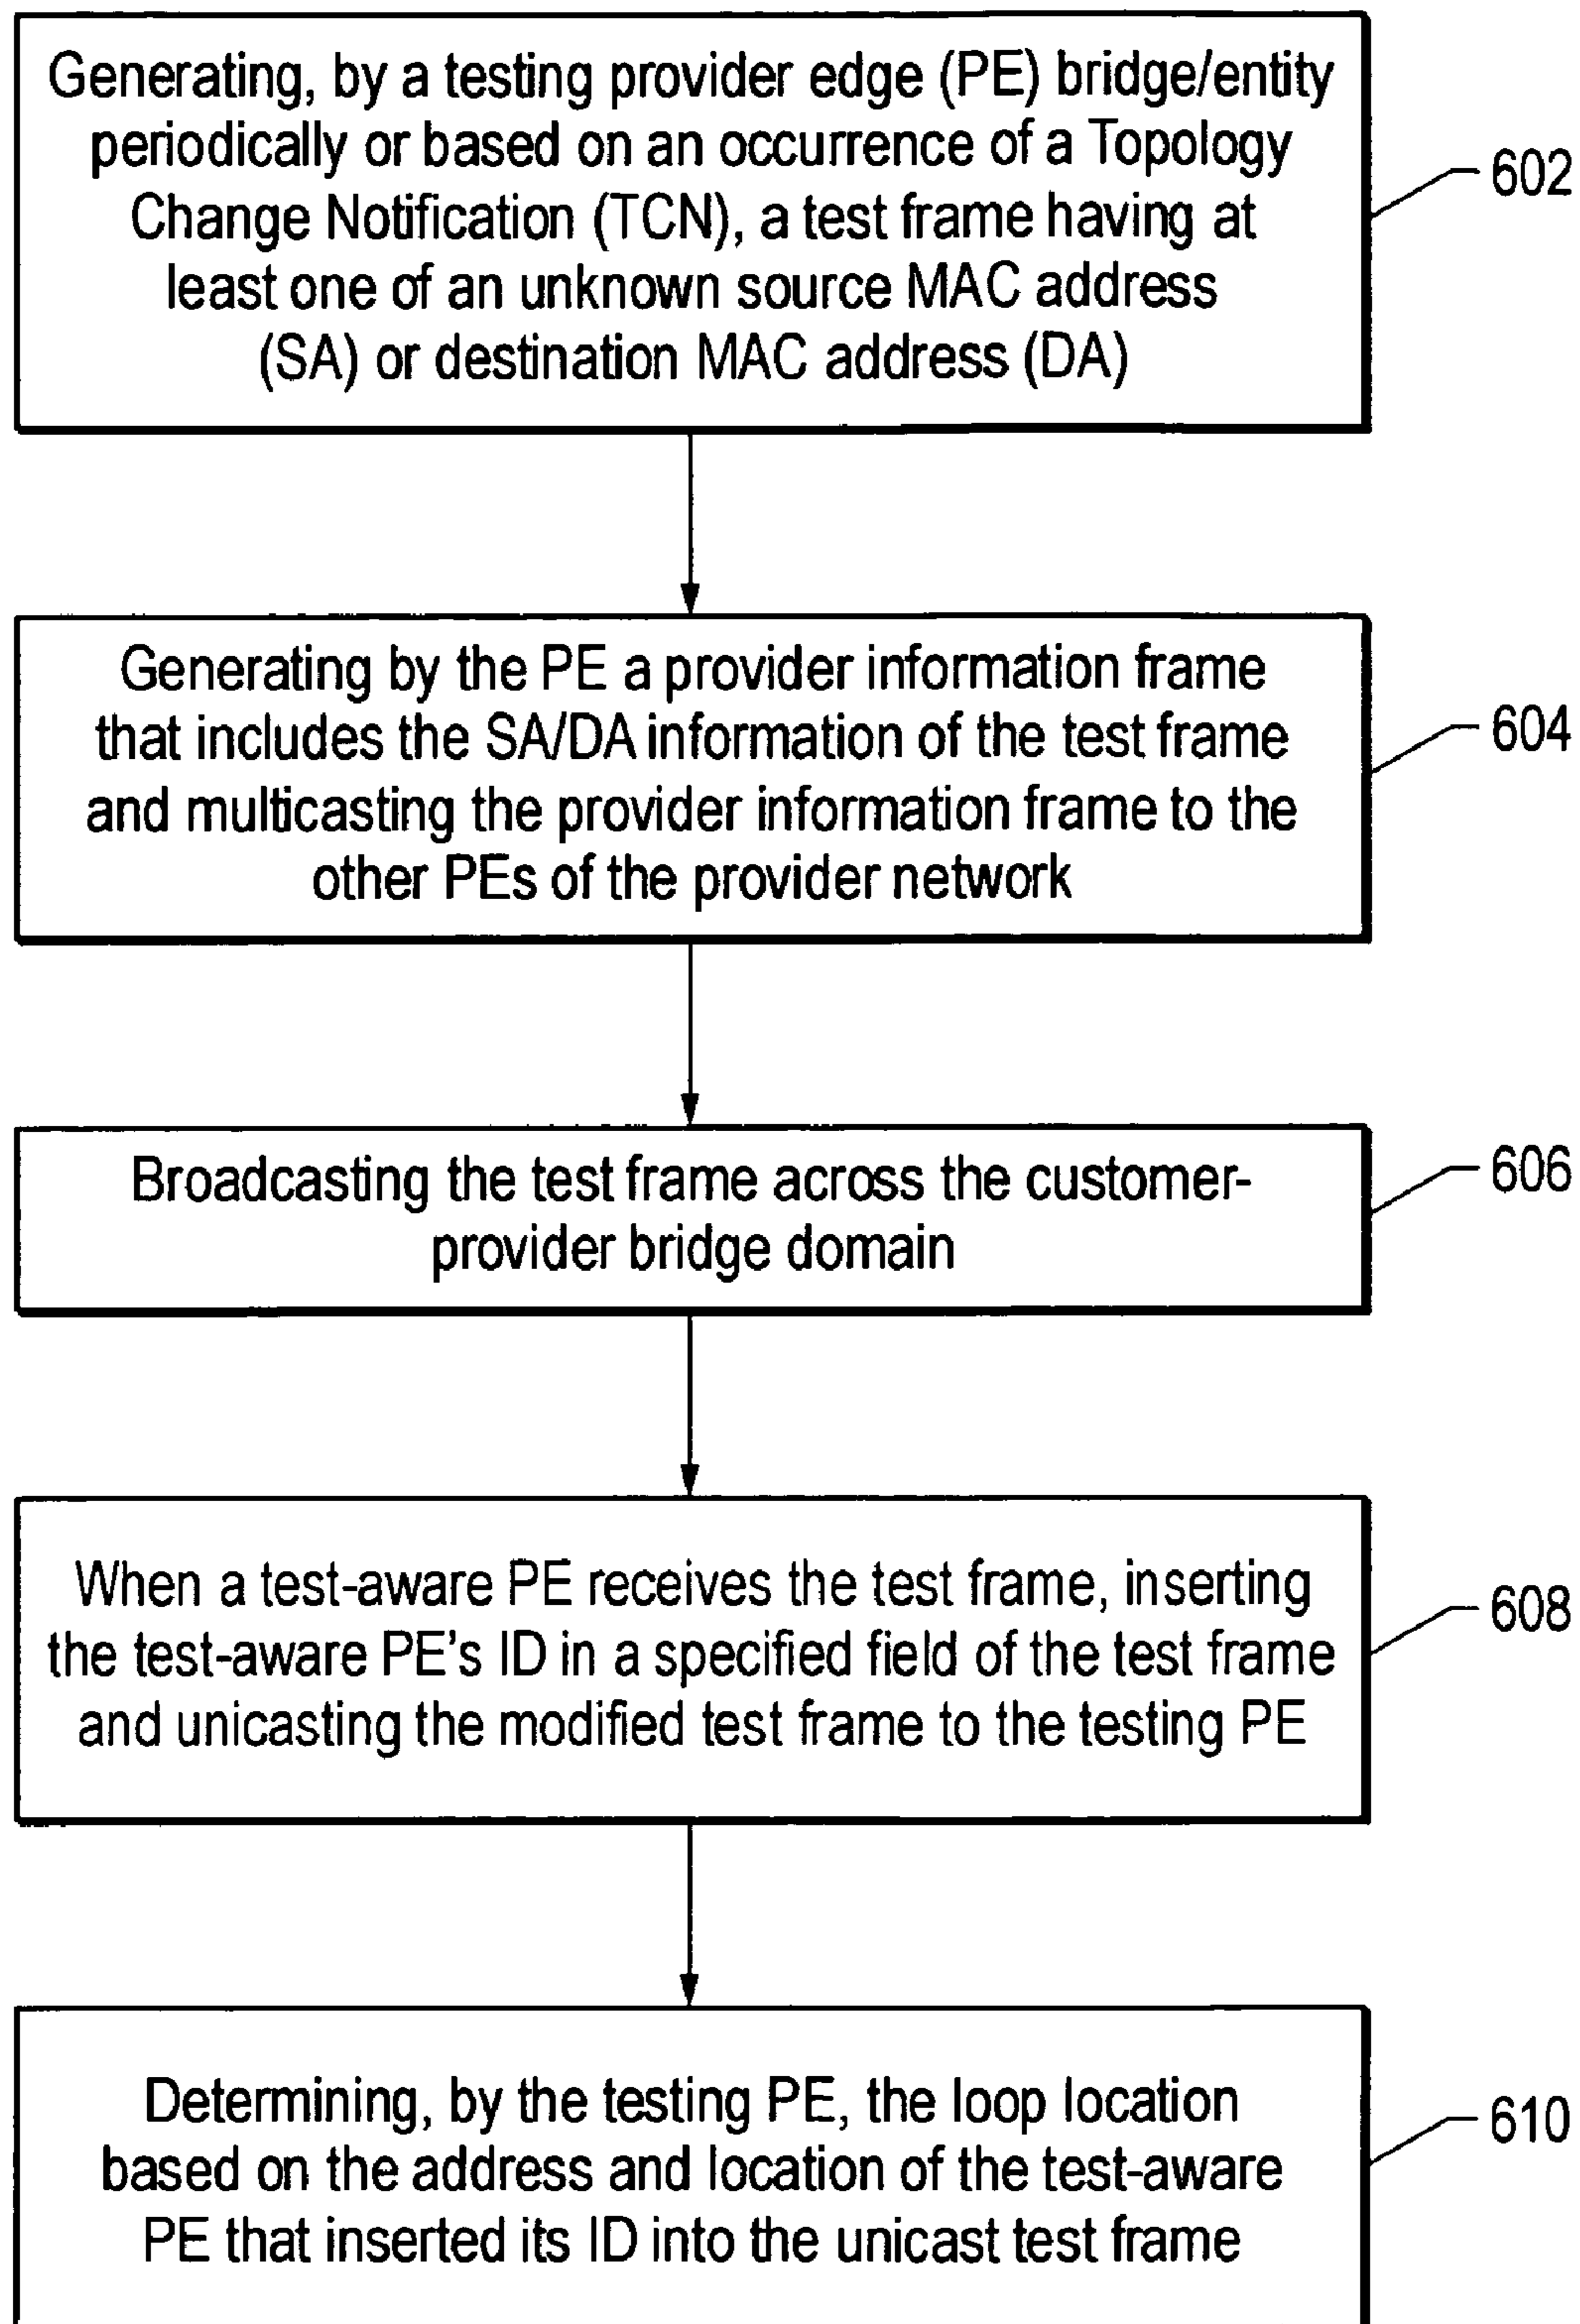 Generating, by a testing provider edge (PE) bridge/entity
periodically or based on an occurrence of a Topology
Change Notification (TCN), a test frame having at
least one of an unknown source MAC address
(SA) or destination MAC address (DA)
602
Generating by the PE a provider information frame
that includes the SA/DA information of the test frame
and multicasting the provider information frame to the
other PEs of the provider network
604
Broadcasting the test frame across the customer-
provider bridge domain
606
When a test-aware PE receives the test frame, inserting
the test-aware PE's ID in a specified field of the test frame
and unicasting the modified test frame to the testing PE
608
Determining, by the testing PE, the loop location
based on the address and location of the test-aware
PE that inserted its ID into the unicast test frame
610